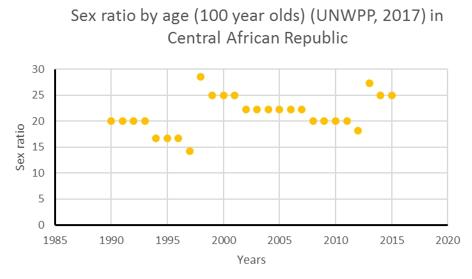 Sex ratio by age (100 year olds) (UNWPP, 2017) in
Central African Republic
30
25
20
15
10
5
0
Sex ratio
1985 1990 1995 2000 2005 2010 2015 2020
Years